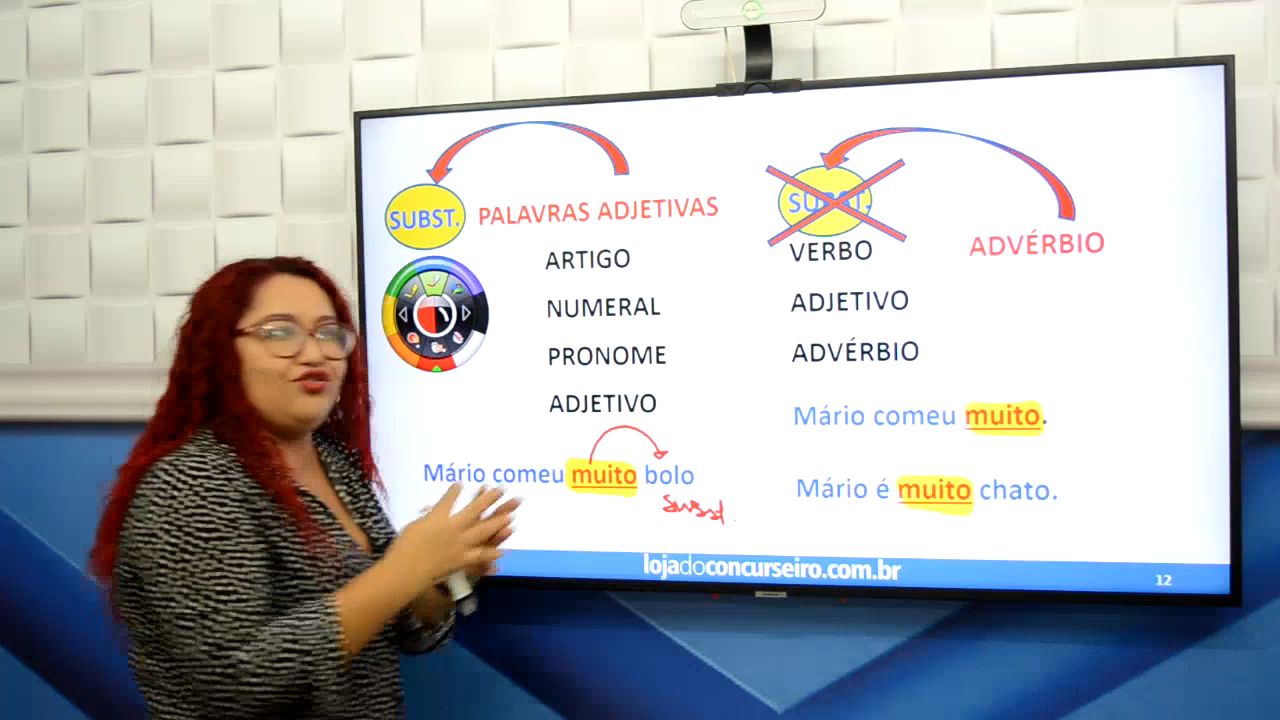 SUBST. PALAVRAS ADJETIVAS
ARTIGO
NUMERAL
PRONOME
ADJETIVO
Mário comeu muito bolo
subst.
SUBST.
VERBO
ADVÉRBIO
ADJETIVO
ADVÉRBIO
Mário comeu muito.
Mário é muito chato.
lojadoconcurseiro.com.br
12